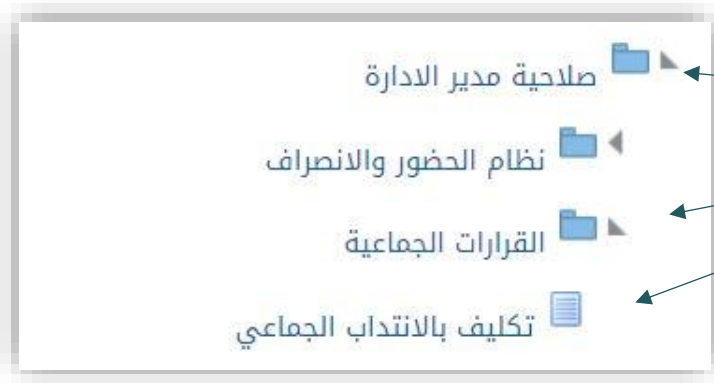 صلاحية مدير الادارة
نظام الحضور والانصراف
القرارات الجماعية
تكليف بالانتداب الجماعي